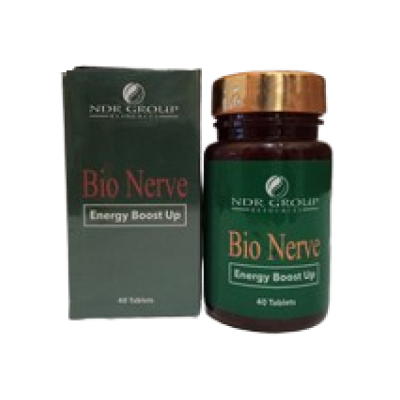 NDR GROUP
Bio Nerve
Energy Boost Up
40 Tablets
NDR GROUP
Bio Nerve
Energy Boost Up
40 Tablets